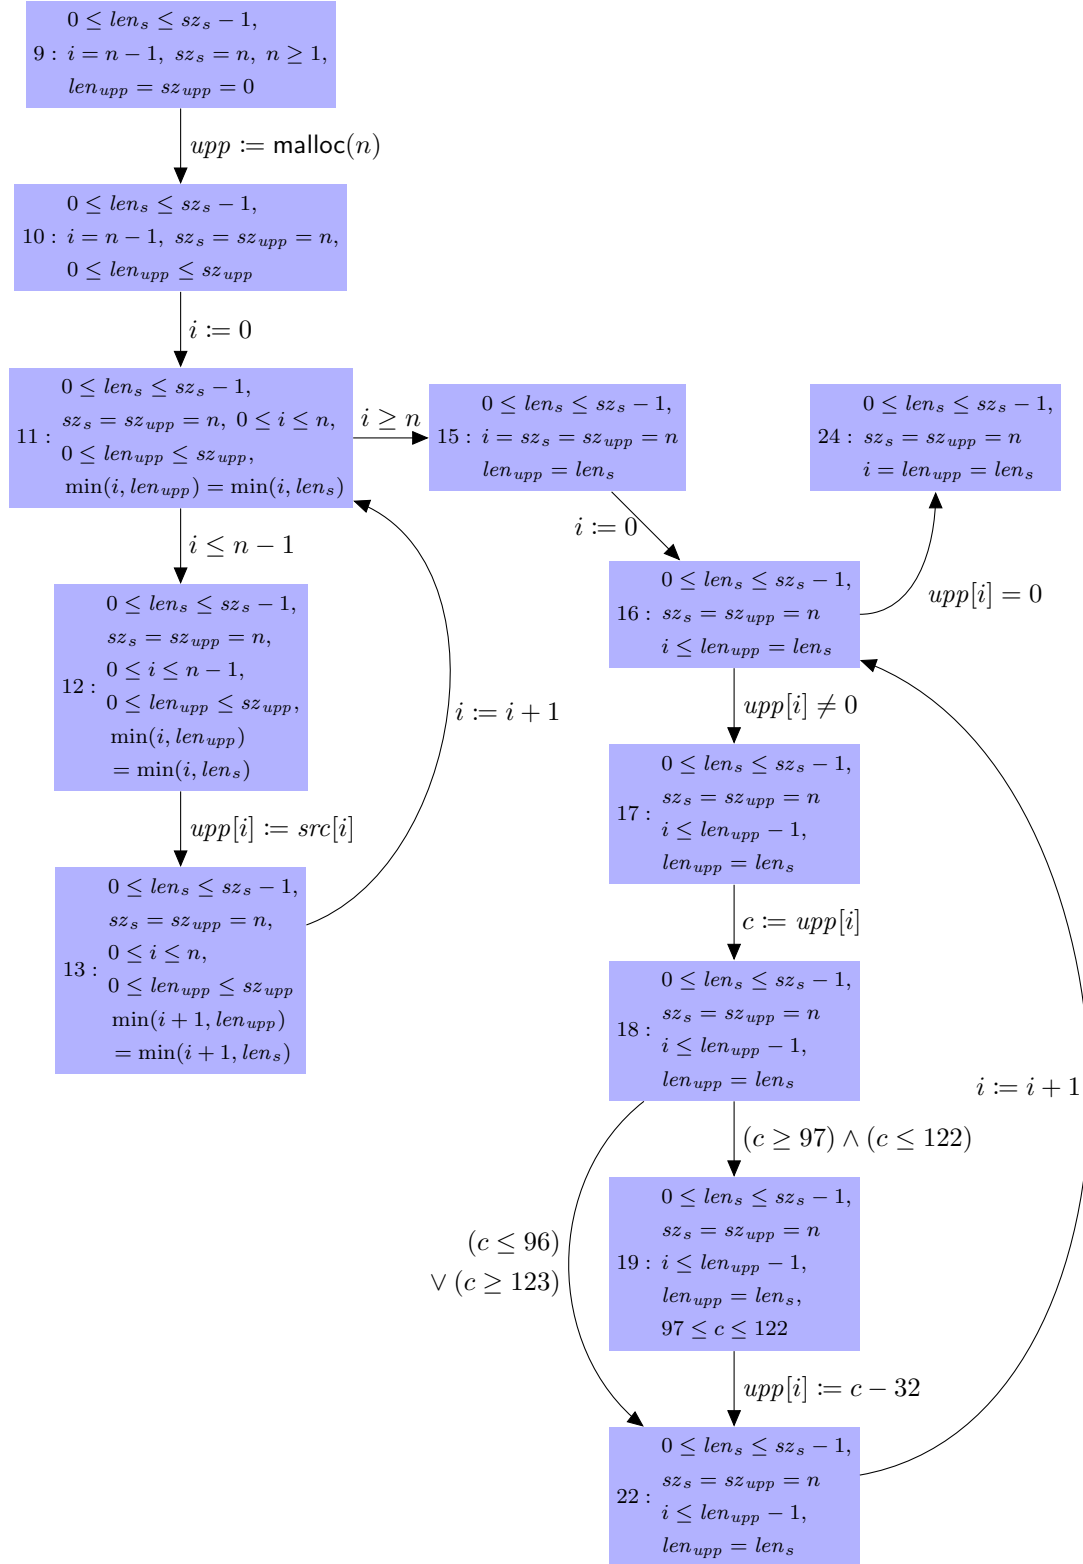 0 ≤ len_s ≤ sz_s − 1,
9 : i = n − 1, sz_s = n, n ≥ 1,
len_upp = sz_upp = 0
upp := malloc(n)
0 ≤ len_s ≤ sz_s − 1,
10 : i = n − 1, sz_s = sz_upp = n,
0 ≤ len_upp ≤ sz_upp
i := 0
0 ≤ len_s ≤ sz_s − 1,
sz_s = sz_upp = n, 0 ≤ i ≤ n,
11 :
0 ≤ len_upp ≤ sz_upp,
min(i, len_upp) = min(i, len_s)
i ≥ n
0 ≤ len_s ≤ sz_s − 1,
15 : i = sz_s = sz_upp = n
len_upp = len_s
0 ≤ len_s ≤ sz_s − 1,
24 : sz_s = sz_upp = n
i = len_upp = len_s
i ≤ n − 1
i := 0
upp[i] = 0
0 ≤ len_s ≤ sz_s − 1,
sz_s = sz_upp = n,
0 ≤ i ≤ n − 1,
12 :
0 ≤ len_upp ≤ sz_upp,
min(i, len_upp)
= min(i, len_s)
i := i + 1
upp[i] := src[i]
0 ≤ len_s ≤ sz_s − 1,
sz_s = sz_upp = n,
0 ≤ i ≤ n,
13 :
0 ≤ len_upp ≤ sz_upp
min(i + 1, len_upp)
= min(i + 1, len_s)
0 ≤ len_s ≤ sz_s − 1,
16 : sz_s = sz_upp = n
i ≤ len_upp = len_s
upp[i] ≠ 0
0 ≤ len_s ≤ sz_s − 1,
sz_s = sz_upp = n
17 :
i ≤ len_upp − 1,
len_upp = len_s
c := upp[i]
0 ≤ len_s ≤ sz_s − 1,
sz_s = sz_upp = n
18 :
i ≤ len_upp − 1,
len_upp = len_s
i := i + 1
(c ≥ 97) ∧ (c ≤ 122)
(c ≤ 96)
∨ (c ≥ 123)
0 ≤ len_s ≤ sz_s − 1,
sz_s = sz_upp = n
19 : i ≤ len_upp − 1,
len_upp = len_s,
97 ≤ c ≤ 122
upp[i] := c − 32
0 ≤ len_s ≤ sz_s − 1,
sz_s = sz_upp = n
22 :
i ≤ len_upp − 1,
len_upp = len_s